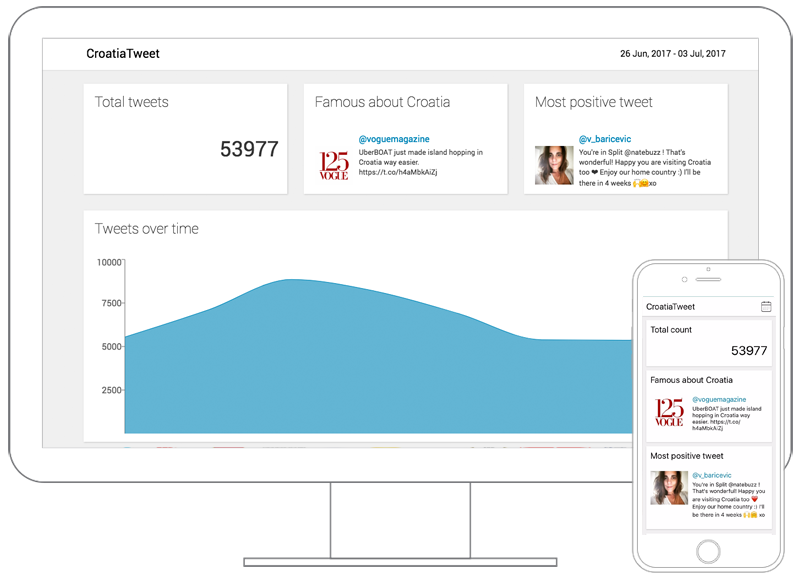 CroatiaTweet
26 Jun, 2017 - 03 Jul, 2017
Total tweets
53977
Famous about Croatia
125
VOGUE
@voguemagazine
UberBOAT just made island hopping in
Croatia way easier.
https://t.co/h4aMbkAiZj
Most positive tweet
@v_baricevic
You're in Split @natebuzz ! That's
wonderful! Happy you are visiting Croatia
too ❤ Enjoy our home country :) I'll be
there in 4 weeks 🙌😊xo
Tweets over time
10000
7500
5000
2500
CroatiaTweet
Total count
53977
Famous about Croatia
125
VOGUE
@voguemagazine
UberBOAT just made island
hopping in Croatia way
easier. https://t.co/
h4aMbkAiZj
Most positive tweet
@v_baricevic
You're in Split @natebuzz !
That's wonderful! Happy you
are visiting Croatia too ❤
Enjoy our home country :) I'll
be there in 4 weeks 🙌😊 xo